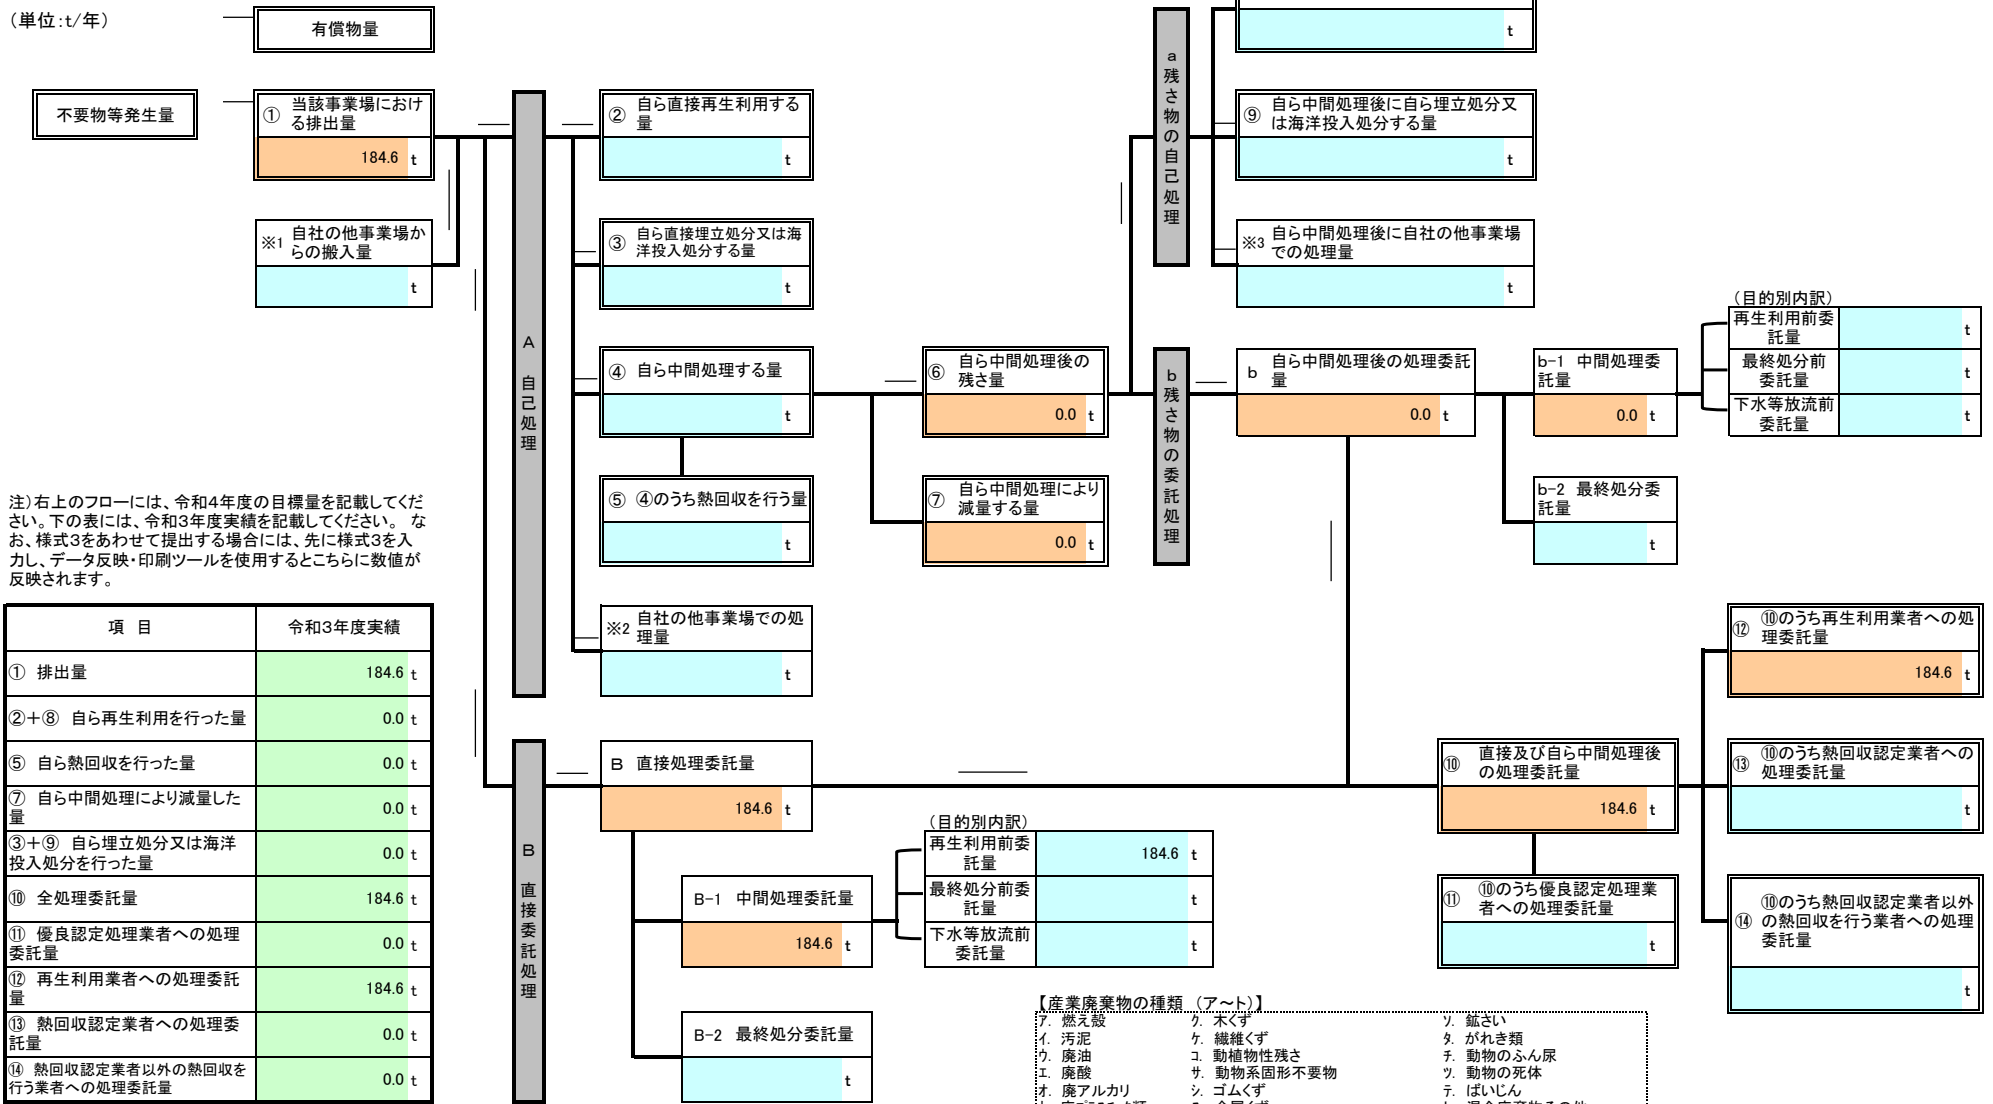 （単位：t/年）
有償物量
t
不要物等発生量
① 当該事業場におけ
る排出量
184.6 t
※1 自社の他事業場か
らの搬入量
t
A 自己処理
② 自ら直接再生利用する
量
t
③ 自ら直接埋立処分又は海
洋投入処分する量
t
④ 自ら中間処理する量
t
⑤ ④のうち熱回収を行う量
t
※2 自社の他事業場での処
理量
t
⑥ 自ら中間処理後の
残さ量
0.0 t
⑦ 自ら中間処理により
減量する量
0.0 t
a 残さ物の自己処理
⑨ 自ら中間処理後に自ら埋立処分又
は海洋投入処分する量
t
※3 自ら中間処理後に自社の他事業場
での処理量
t
b 残さ物の委託処理
b 自ら中間処理後の処理委託
量
0.0 t
b-1 中間処理委
託量
0.0 t
b-2 最終処分委
託量
t
（目的別内訳）
再生利用前委
託量
t
最終処分前
委託量
t
下水等放流前
委託量
t
注）右上のフローには、令和4年度の目標量を記載してくだ
さい。下の表には、令和3年度実績を記載してください。 な
お、様式3をあわせて提出する場合には、先に様式3を入
力し、データ反映・印刷ツールを使用するとこちらに数値が
反映されます。
項 目 令和3年度実績
① 排出量 184.6 t
②＋⑧ 自ら再生利用を行った量 0.0 t
⑤ 自ら熱回収を行った量 0.0 t
⑦ 自ら中間処理により減量した
量 0.0 t
③＋⑨ 自ら埋立処分又は海洋
投入処分を行った量 0.0 t
⑩ 全処理委託量 184.6 t
⑪ 優良認定処理業者への処理
委託量 0.0 t
⑫ 再生利用業者への処理委託
量 184.6 t
⑬ 熱回収認定業者への処理委
託量 0.0 t
⑭ 熱回収認定業者以外の熱回収を
行う業者への処理委託量 0.0 t
B 直接委託処理
B 直接処理委託量
184.6 t
B-1 中間処理委託量
184.6 t
B-2 最終処分委託量
t
（目的別内訳）
再生利用前委
託量
184.6 t
最終処分前委
託量
t
下水等放流前
委託量
t
⑩ 直接及び自ら中間処理後
の処理委託量
184.6 t
⑪ ⑩のうち優良認定処理業
者への処理委託量
t
⑫ ⑩のうち再生利用業者への処
理委託量
184.6 t
⑬ ⑩のうち熱回収認定業者への
処理委託量
t
⑭ ⑩のうち熱回収認定業者以外
の熱回収を行う業者への処理
委託量
t
【産業廃棄物の種類 （ア～ト）】
ア. 燃え殻 ク. 木くず ソ. 鉱さい
イ. 汚泥 ケ. 繊維くず タ. がれき類
ウ. 廃油 コ. 動植物性残さ チ. 動物のふん尿
エ. 廃酸 サ. 動物系固形不要物 ツ. 動物の死体
オ. 廃アルカリ シ. ゴムくず テ. ばいじん